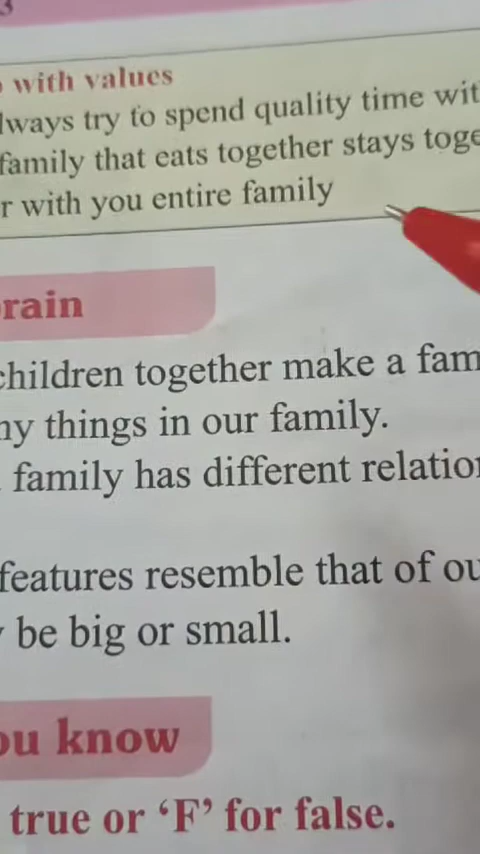 3
with values
lways try to spend quality time wit
family that eats together stays toge
r with you entire family
rain
children together make a fam
ny things in our family.
family has different relation
features resemble that of ou
y be big or small.
ou know
true or ‘F’ for false.